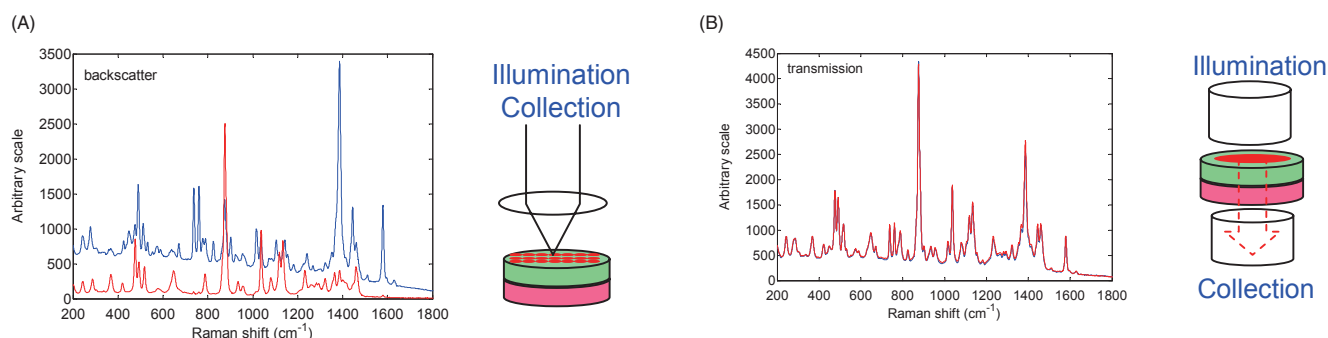 (A)
3500
3000
2500
2000
1500
1000
500
0
Arbitrary scale
backscatter
200 400 600 800 1000 1200 1400 1600 1800
Raman shift (cm⁻¹)
Illumination
Collection
(B)
4500
4000
3500
3000
2500
2000
1500
1000
500
0
Arbitrary scale
transmission
200 400 600 800 1000 1200 1400 1600 1800
Raman shift (cm⁻¹)
Illumination
Collection